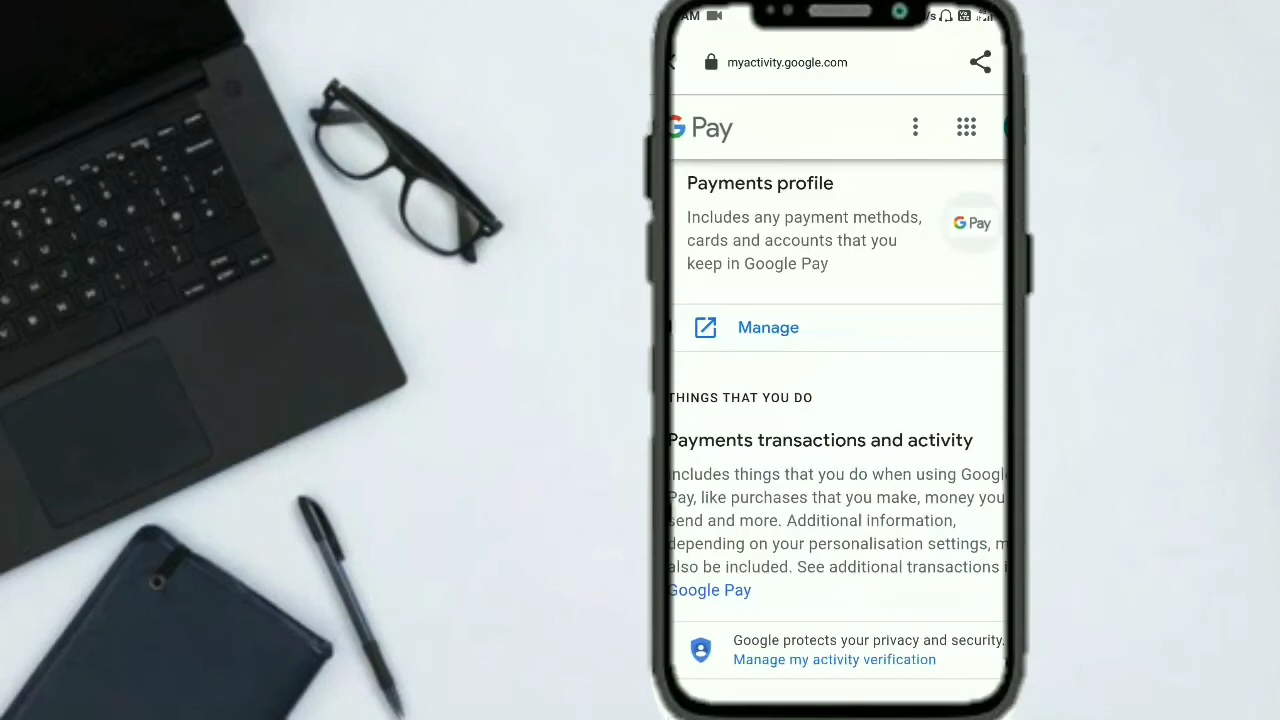 AM
myactivity.google.com
G Pay
Payments profile
Includes any payment methods,
cards and accounts that you
keep in Google Pay
G Pay
Manage
THINGS THAT YOU DO
Payments transactions and activity
Includes things that you do when using Googl
Pay, like purchases that you make, money you
send and more. Additional information,
depending on your personalisation settings, m
also be included. See additional transactions i
Google Pay
Google protects your privacy and security.
Manage my activity verification